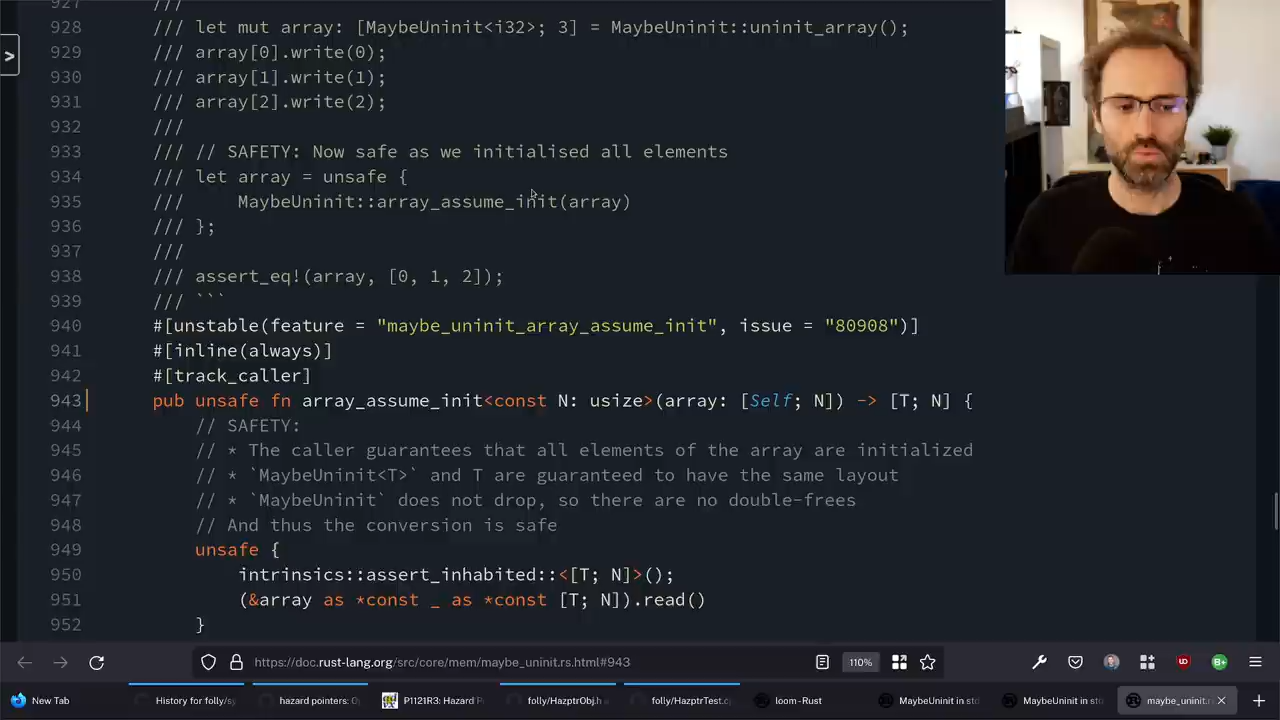 927 ///
928 /// let mut array: [MaybeUninit<i32>; 3] = MaybeUninit::uninit_array();
929 /// array[0].write(0);
930 /// array[1].write(1);
931 /// array[2].write(2);
932 ///
933 /// // SAFETY: Now safe as we initialised all elements
934 /// let array = unsafe {
935 ///     MaybeUninit::array_assume_init(array)
936 /// };
937 ///
938 /// assert_eq!(array, [0, 1, 2]);
939 /// ```
940 #[unstable(feature = "maybe_uninit_array_assume_init", issue = "80908")]
941 #[inline(always)]
942 #[track_caller]
943 pub unsafe fn array_assume_init<const N: usize>(array: [Self; N]) -> [T; N] {
944     // SAFETY:
945     // * The caller guarantees that all elements of the array are initialized
946     // * `MaybeUninit<T>` and T are guaranteed to have the same layout
947     // * `MaybeUninit` does not drop, so there are no double-frees
948     // And thus the conversion is safe
949     unsafe {
950         intrinsics::assert_inhabited::<[T; N]>();
951         (&array as *const _ as *const [T; N]).read()
952     }
>
https://doc.rust-lang.org/src/core/mem/maybe_uninit.rs.html#943 110%
New Tab History for folly/sy hazard pointers: O P1121R3: Hazard P folly/HazptrObj.h folly/HazptrTest.c loom - Rust MaybeUninit in std MaybeUninit in std maybe_uninit.r